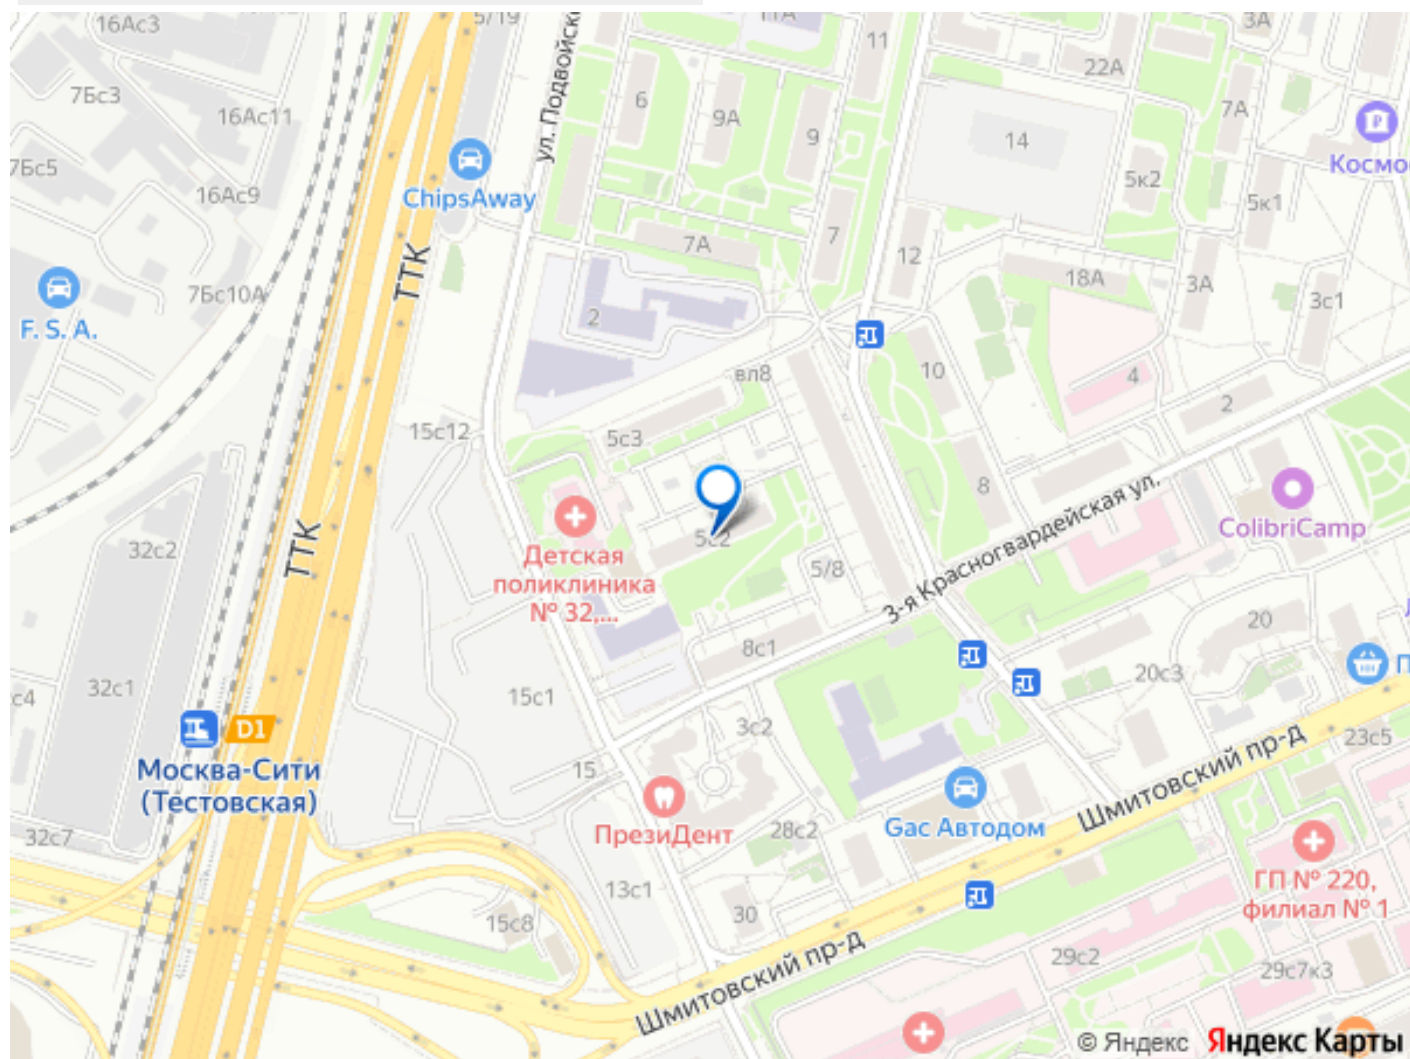 16Ас3
5/19
11А
3А
ул. Подвойск
11
22А
7Бс3
6
9А
7А
16Ас11
9
14
Космо
7Бс5
ChipsAway
5к2
16Ас9
5к1
7А
7
12
ТТК
18А
3А
7Бс10А
3с1
F. S. A.
2
вл8
10
4
2
15с12
5с3
8
ColibriCamp
32с2
ТТК
5с2
Детская
поликлиника
№ 32,...
5/8
3-я Красногвардейская ул.
20
8с1
П
20с3
с4
32с1
15с1
3с2
D1
Москва-Сити
(Тестовская)
15
Шмитовский пр-д
23с5
ПрезиДент
28с2
Gac Автодом
32с7
13с1
ГП № 220,
филиал № 1
15с8
30
29с2
29с7к3
Шмитовский пр-д
© Яндекс Яндекс Карты